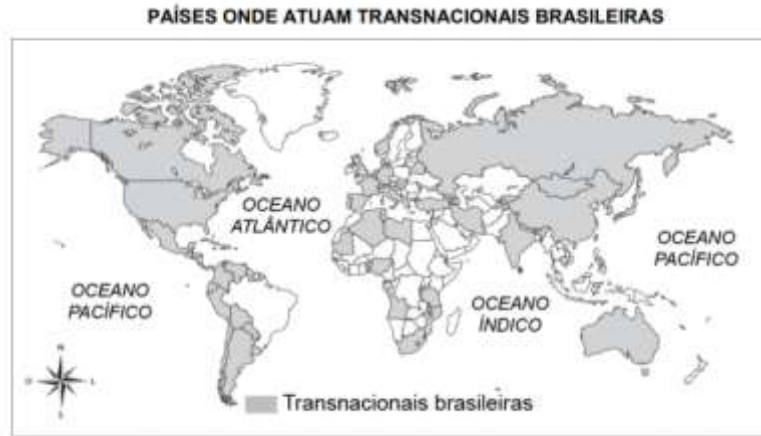 PAÍSES ONDE ATUAM TRANSNACIONAIS BRASILEIRAS
OCEANO
ATLÂNTICO
OCEANO
PACÍFICO
OCEANO
PACÍFICO
OCEANO
ÍNDICO
N
O
L
S
Transnacionais brasileiras